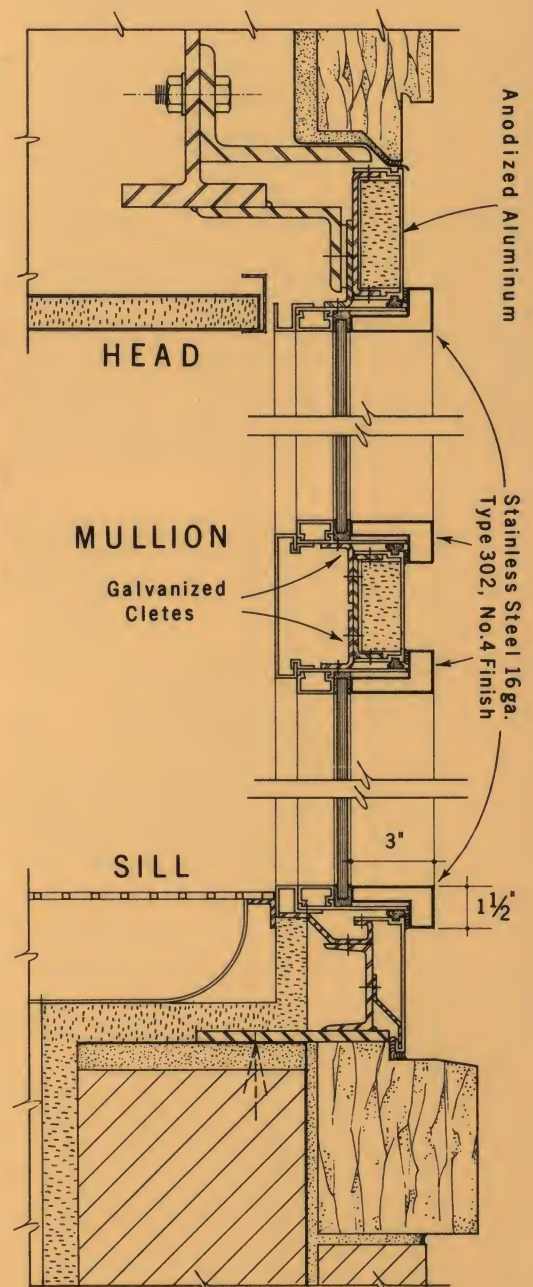 Anodized Aluminum
HEAD
Stainless Steel 16ga.
Type 302, No.4 Finish
MULLION
Galvanized
Cletes
3"
SILL
1½"